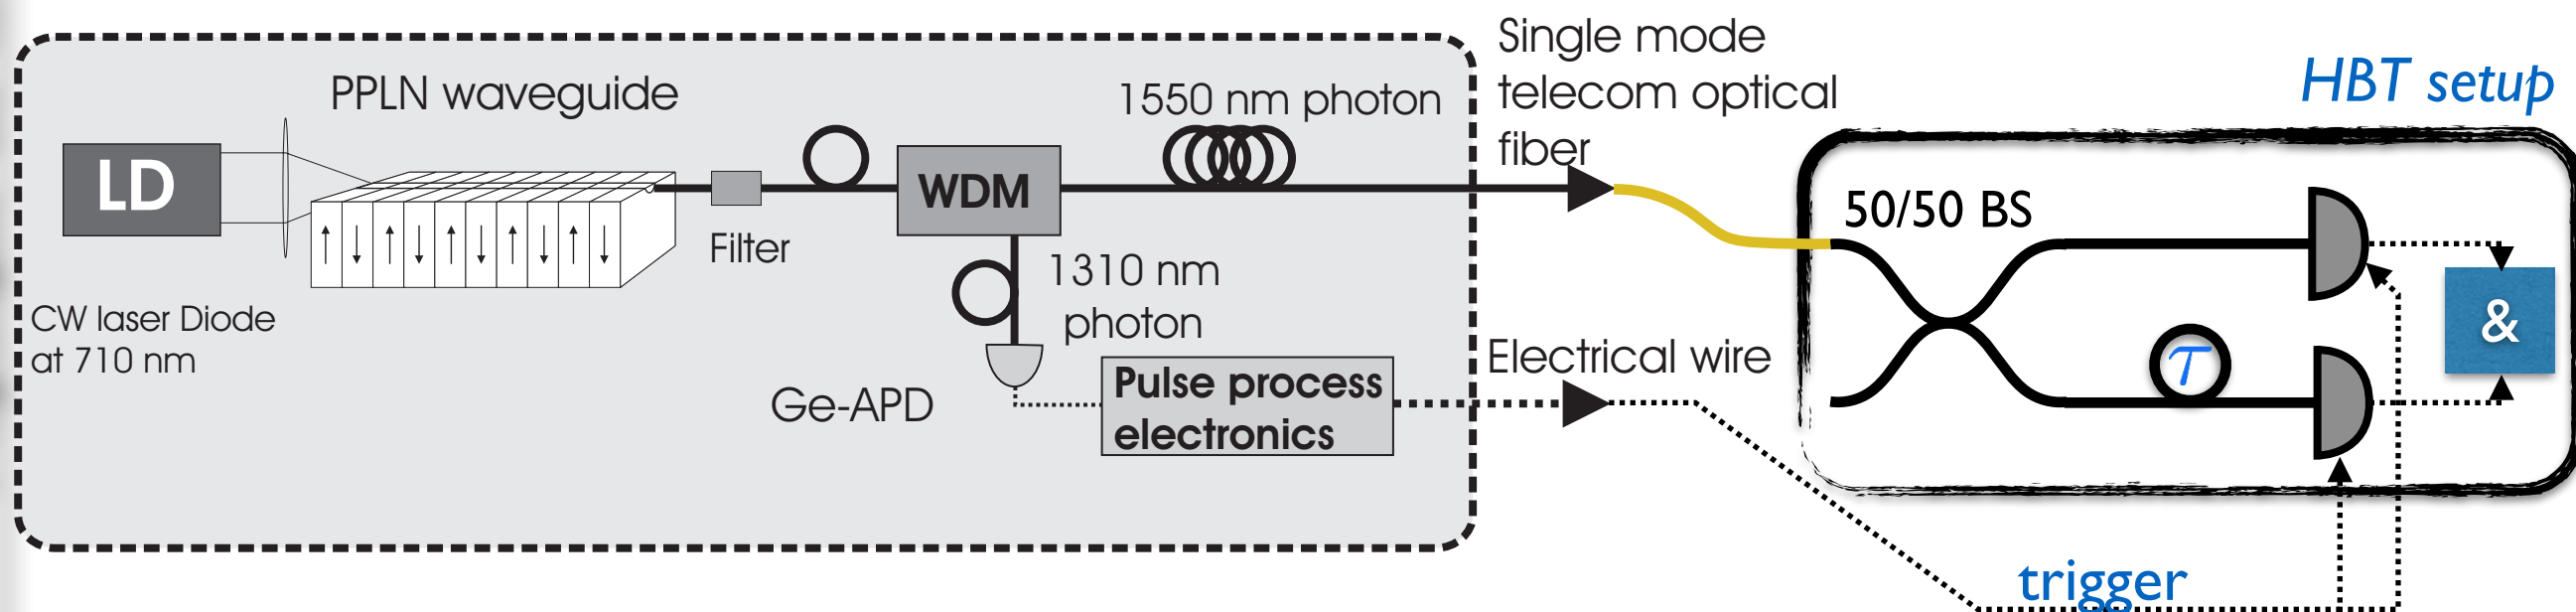 PPLN waveguide
LD
CW laser Diode
at 710 nm
Filter
WDM
1550 nm photon
1310 nm
photon
Ge-APD
Pulse process
electronics
Single mode
telecom optical
fiber
Electrical wire
HBT setup
50/50 BS
τ
&
trigger